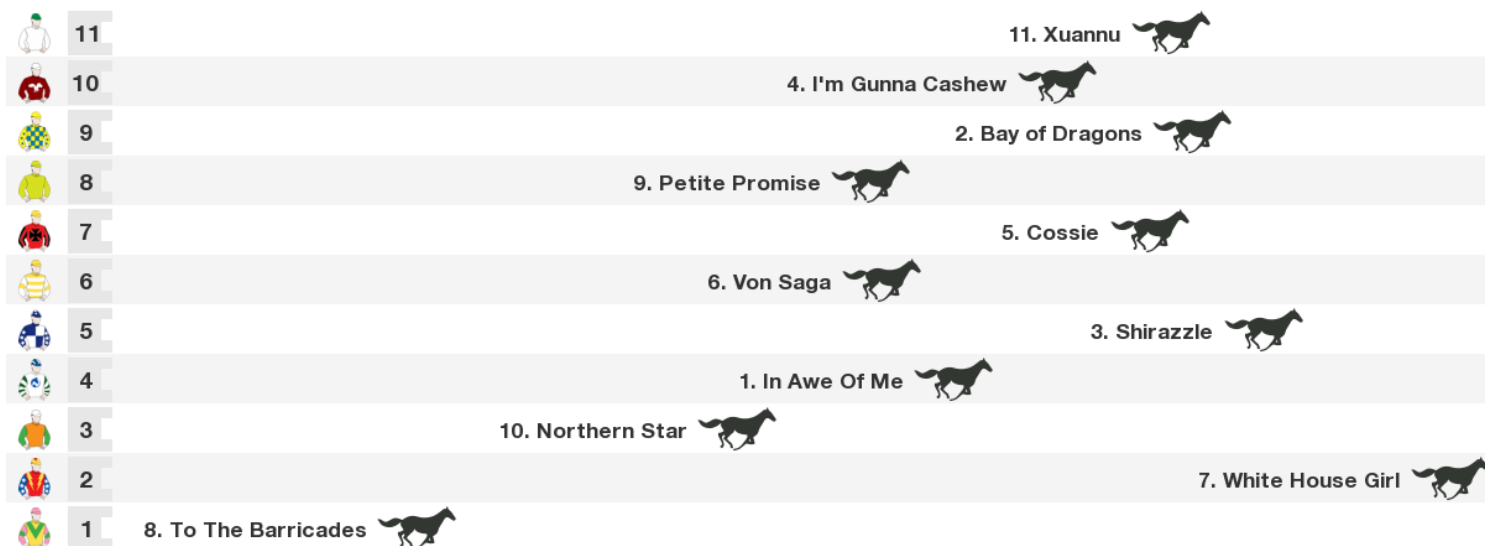 11 11. Xuannu
10 4. I'm Gunna Cashew
9 2. Bay of Dragons
8 9. Petite Promise
7 5. Cossie
6 6. Von Saga
5 3. Shirazzle
4 1. In Awe Of Me
3 10. Northern Star
2 7. White House Girl
1 8. To The Barricades